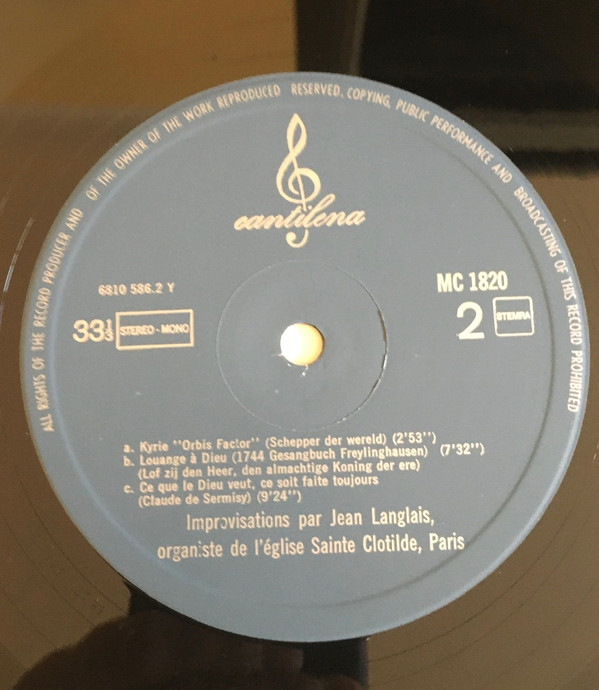 ALL RIGHTS OF THE RECORD PRODUCER AND OF THE OWNER OF THE WORK REPRODUCED RESERVED. COPYING, PUBLIC PERFORMANCE AND BROADCASTING OF THIS RECORD PROHIBITED
cantilena
6810 586.2 Y
MC 1820
33⅓ STEREO - MONO
2 STEMRA
a. Kyrie "Orbis Factor" (Schepper der wereld) (2'53")
b. Louange à Dieu (1744 Gesangbuch Freylinghausen) (7'32")
(Lof zij den Heer, den almachtige Koning der ere)
c. Ce que le Dieu veut, ce soit faite toujours
(Claude de Sermisy) (9'24")
Improvisations par Jean Langlais,
organiste de l'église Sainte Clotilde, Paris